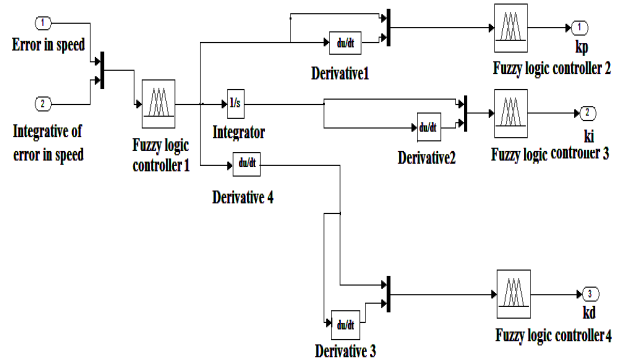 1
Error in speed
2
Integrative of
error in speed
Fuzzy logic
controller 1
du/dt
Derivative1
1/s
Integrator
du/dt
Derivative2
du/dt
Derivative 4
du/dt
Derivative 3
1
kp
Fuzzy logic controller 2
2
ki
Fuzzy logic controller 3
3
kd
Fuzzy logic controller 4